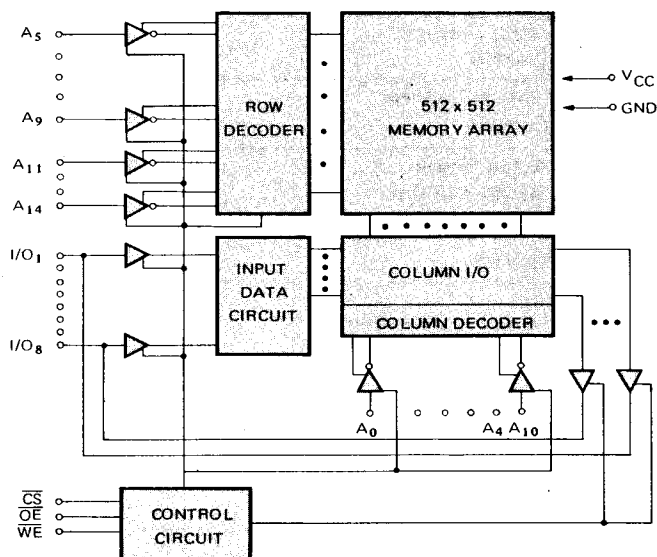 A5
A9
A11
A14
ROW
DECODER
512 x 512
MEMORY ARRAY
VCC
GND
I/O1
I/O8
INPUT
DATA
CIRCUIT
COLUMN I/O
COLUMN DECODER
A0
A4 A10
CS
OE
WE
CONTROL
CIRCUIT